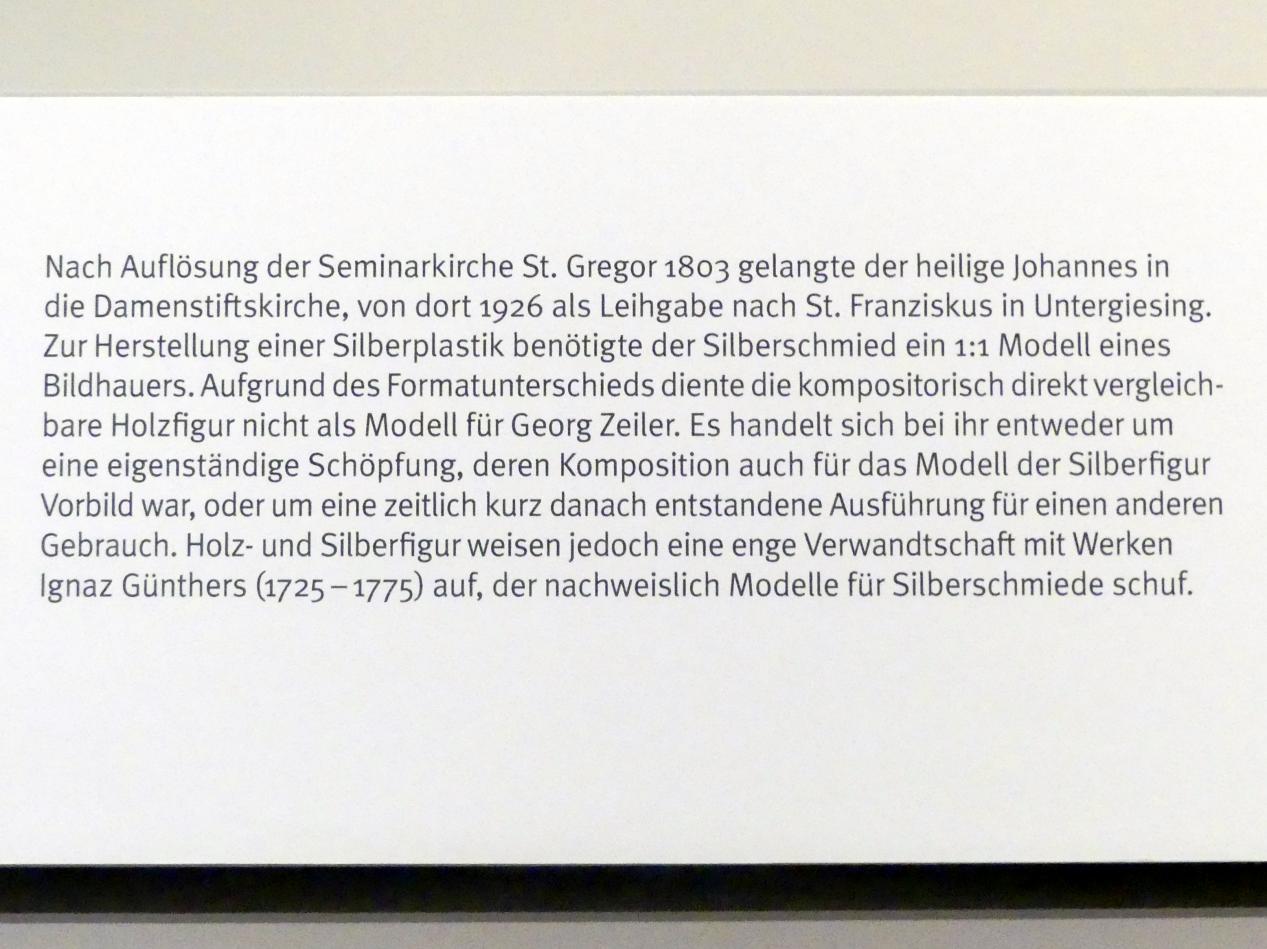 Nach Auflösung der Seminarkirche St. Gregor 1803 gelangte der heilige Johannes in
die Damenstiftskirche, von dort 1926 als Leihgabe nach St. Franziskus in Untergiesing.
Zur Herstellung einer Silberplastik benötigte der Silberschmied ein 1:1 Modell eines
Bildhauers. Aufgrund des Formatunterschieds diente die kompositorisch direkt vergleich-
bare Holzfigur nicht als Modell für Georg Zeiler. Es handelt sich bei ihr entweder um
eine eigenständige Schöpfung, deren Komposition auch für das Modell der Silberfigur
Vorbild war, oder um eine zeitlich kurz danach entstandene Ausführung für einen anderen
Gebrauch. Holz- und Silberfigur weisen jedoch eine enge Verwandtschaft mit Werken
Ignaz Günthers (1725 – 1775) auf, der nachweislich Modelle für Silberschmiede schuf.